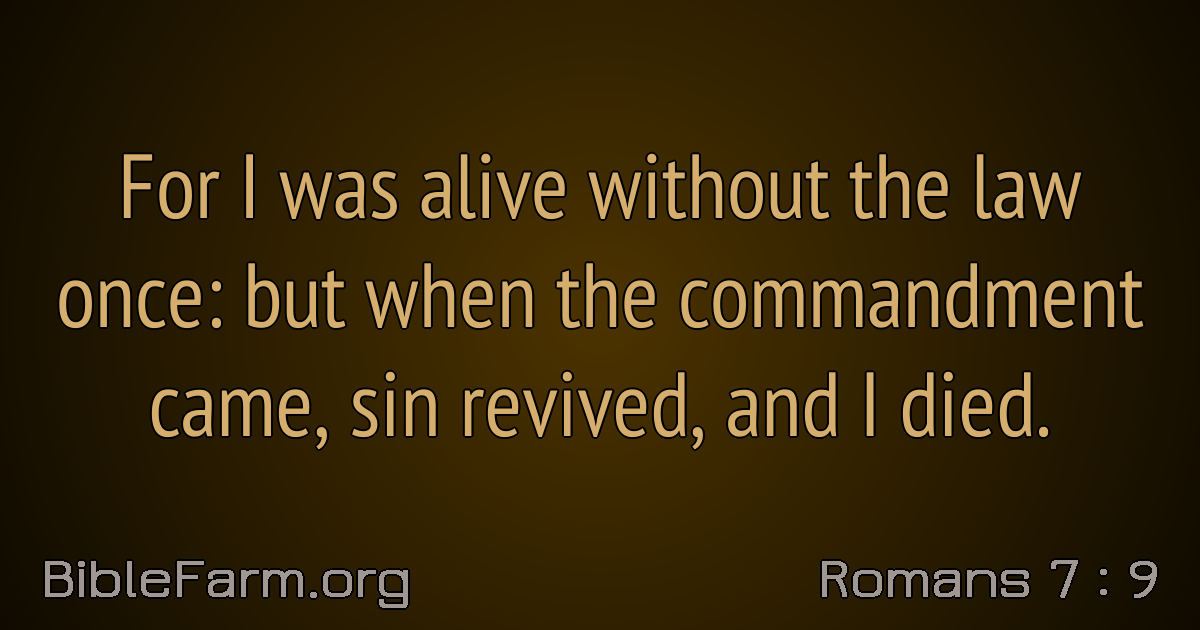 For I was alive without the law
once: but when the commandment
came, sin revived, and I died.
BibleFarm.org
Romans 7 : 9